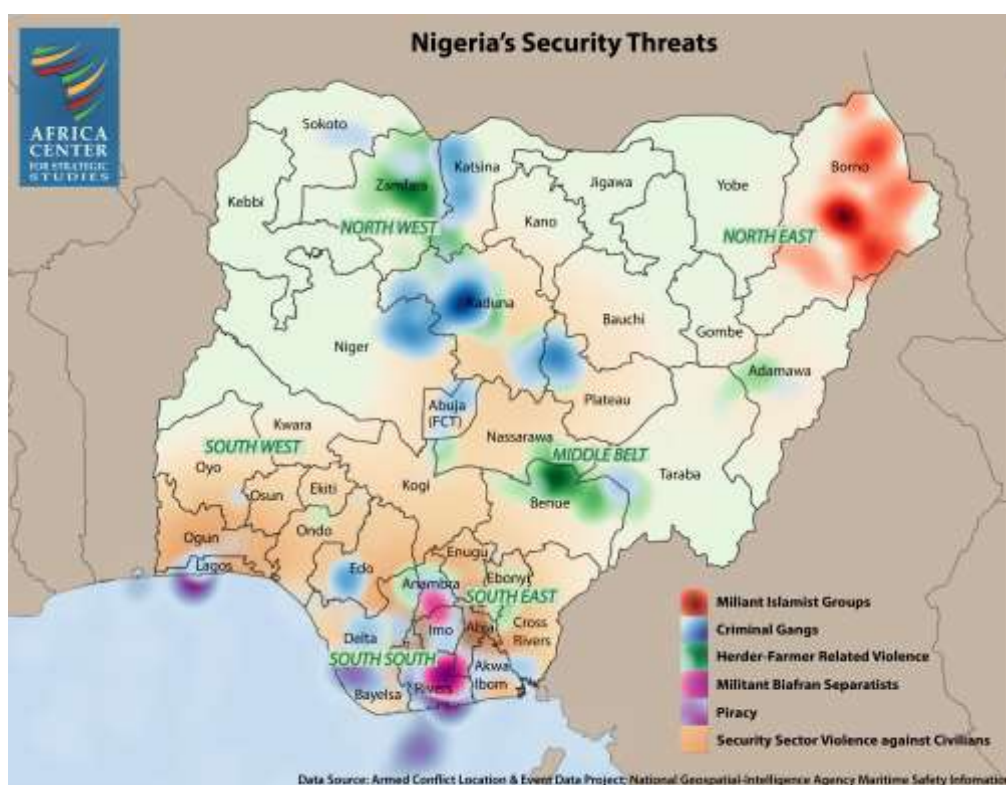 Nigeria's Security Threats
AFRICA
CENTER
FOR STRATEGIC
STUDIES
Sokoto
Katsina
Borno
Zamfara
Jigawa
Yobe
Kebbi
Kano
NORTH WEST
NORTH EAST
Kaduna
Bauchi
Niger
Gombe
Adamawa
Abuja
(FCT)
Plateau
Kwara
Nassarawa
SOUTH WEST
MIDDLE BELT
Oyo
Taraba
Kogi
Ekiti
Osun
Benue
Ondo
Ogun
Enugu
Lagos
Edo
Anambra
Ebonyi
SOUTH EAST
Imo
Abia
Cross
Rivers
Delta
SOUTH SOUTH
Akwa
Ibom
Rivers
Bayelsa
Miliant Islamist Groups
Criminal Gangs
Herder-Farmer Related Violence
Militant Biafran Separatists
Piracy
Security Sector Violence against Civilians
Data Source: Armed Conflict Location & Event Data Project; National Geospatial-Intelligence Agency Maritime Safety Infomation